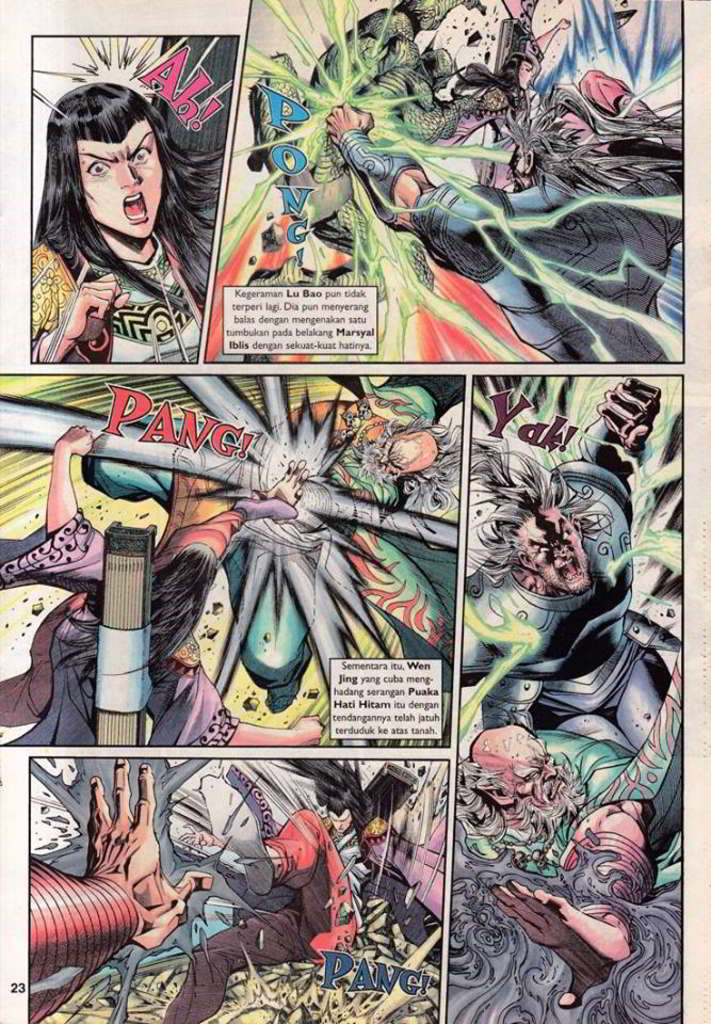 Ah!
PONG!
Kegeraman Lu Bao pun tidak
terperi lagi. Dia pun menyerang
balas dengan mengenakan satu
tumbukan pada belakang Marsyal
Iblis dengan sekuat-kuat hatinya.
PANG!
Sementara itu, Wen
Jing yang cuba meng-
hadang serangan Puaka
Hati Hitam itu dengan
tendangannya telah jatuh
terduduk ke atas tanah.
Yak!
PANG!
23